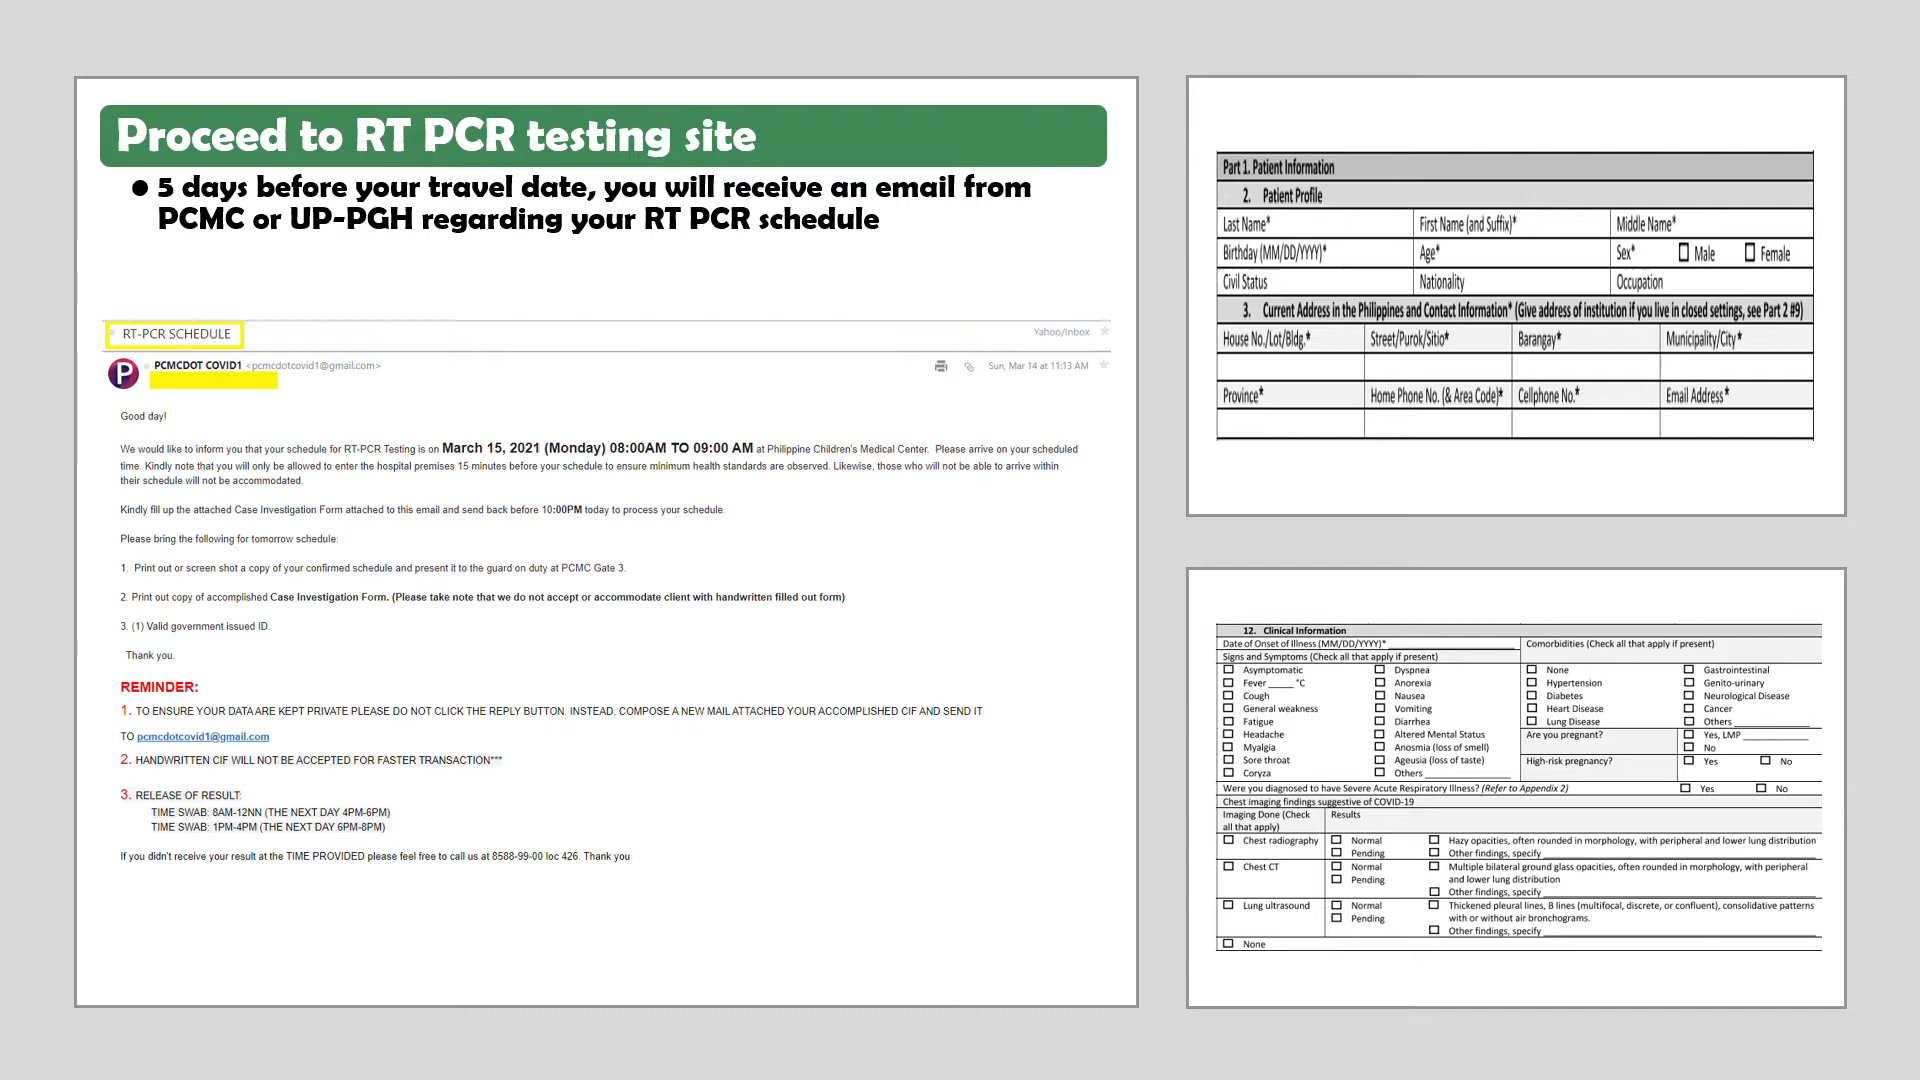 Proceed to RT PCR testing site
● 5 days before your travel date, you will receive an email from
PCMC or UP-PGH regarding your RT PCR schedule
RT-PCR SCHEDULE
Yahoo/Inbox
P
PCMCDOT COVID1 <pcmcdotcovid1@gmail.com>
Sun, Mar 14 at 11:13 AM
Good day!
We would like to inform you that your schedule for RT-PCR Testing is on March 15, 2021 (Monday) 08:00AM TO 09:00 AM at Philippine Children's Medical Center. Please arrive on your scheduled
time. Kindly note that you will only be allowed to enter the hospital premises 15 minutes before your schedule to ensure minimum health standards are observed. Likewise, those who will not be able to arrive within
their schedule will not be accommodated.
Kindly fill up the attached Case Investigation Form attached to this email and send back before 10:00PM today to process your schedule.
Please bring the following for tomorrow schedule:
1. Print out or screen shot a copy of your confirmed schedule and present it to the guard on duty at PCMC Gate 3.
2. Print out copy of accomplished Case Investigation Form. (Please take note that we do not accept or accommodate client with handwritten filled out form)
3. (1) Valid government issued ID.
Thank you.
REMINDER:
1. TO ENSURE YOUR DATA ARE KEPT PRIVATE PLEASE DO NOT CLICK THE REPLY BUTTON. INSTEAD, COMPOSE A NEW MAIL ATTACHED YOUR ACCOMPLISHED CIF AND SEND IT
TO pcmcdotcovid1@gmail.com
2. HANDWRITTEN CIF WILL NOT BE ACCEPTED FOR FASTER TRANSACTION***
3. RELEASE OF RESULT:
TIME SWAB: 8AM-12NN (THE NEXT DAY 4PM-6PM)
TIME SWAB: 1PM-4PM (THE NEXT DAY 6PM-8PM)
If you didn't receive your result at the TIME PROVIDED please feel free to call us at 8588-99-00 loc 426. Thank you
Part 1. Patient Information
2. Patient Profile
Last Name* First Name (and Suffix)* Middle Name*
Birthday (MM/DD/YYYY)* Age* Sex* Male Female
Civil Status Nationality Occupation
3. Current Address in the Philippines and Contact Information* (Give address of institution if you live in closed settings, see Part 2 #9)
House No./Lot/Bldg.* Street/Purok/Sitio* Barangay* Municipality/City*
Province* Home Phone No. (& Area Code)* Cellphone No.* Email Address*
12. Clinical Information
Date of Onset of Illness (MM/DD/YYYY)* Comorbidities (Check all that apply if present)
Signs and Symptoms (Check all that apply if present)
Asymptomatic Dyspnea None Gastrointestinal
Fever _____ °C Anorexia Hypertension Genito-urinary
Cough Nausea Diabetes Neurological Disease
General weakness Vomiting Heart Disease Cancer
Fatigue Diarrhea Lung Disease Others
Headache Altered Mental Status Are you pregnant? Yes, LMP
Myalgia Anosmia (loss of smell) No
Sore throat Ageusia (loss of taste) High-risk pregnancy? Yes No
Coryza Others
Were you diagnosed to have Severe Acute Respiratory Illness? (Refer to Appendix 2) Yes No
Chest imaging findings suggestive of COVID-19
Imaging Done (Check Results
all that apply)
Chest radiography Normal Hazy opacities, often rounded in morphology, with peripheral and lower lung distribution
Pending Other findings, specify
Chest CT Normal Multiple bilateral ground glass opacities, often rounded in morphology, with peripheral
Pending and lower lung distribution
Other findings, specify
Lung ultrasound Normal Thickened pleural lines, B lines (multifocal, discrete, or confluent), consolidative patterns
Pending with or without air bronchograms.
Other findings, specify
None